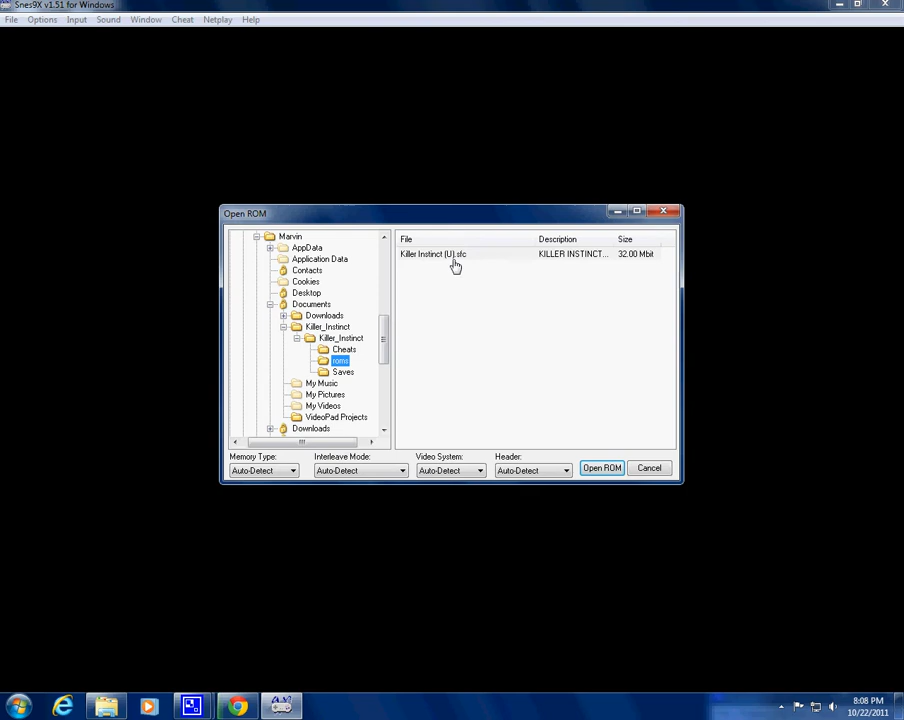 Snes9X v1.51 for Windows
File Options Input Sound Window Cheat Netplay Help
Open ROM
Marvin
AppData
Application Data
Contacts
Cookies
Desktop
Documents
Downloads
Killer_Instinct
Killer_Instinct
Cheats
roms
Saves
My Music
My Pictures
My Videos
VideoPad Projects
Downloads
File Description Size
Killer Instinct (U).sfc KILLER INSTINCT... 32.00 Mbit
Memory Type: Interleave Mode: Video System: Header:
Auto-Detect Auto-Detect Auto-Detect Auto-Detect Open ROM Cancel
8:08 PM
10/22/2011